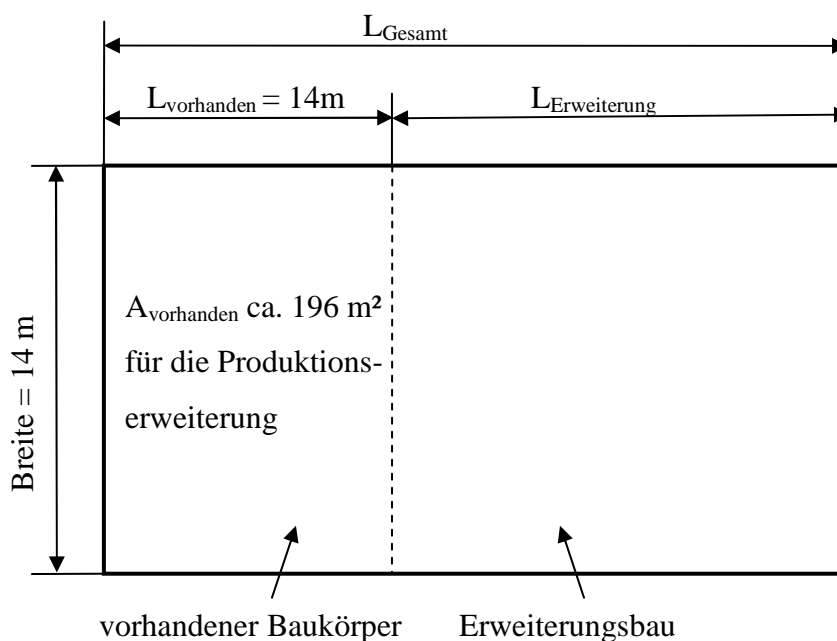 LGesamt
Lvorhanden = 14m
LErweiterung
Breite = 14 m
Avorhanden ca. 196 m²
für die Produktions-
erweiterung
vorhandener Baukörper
Erweiterungsbau